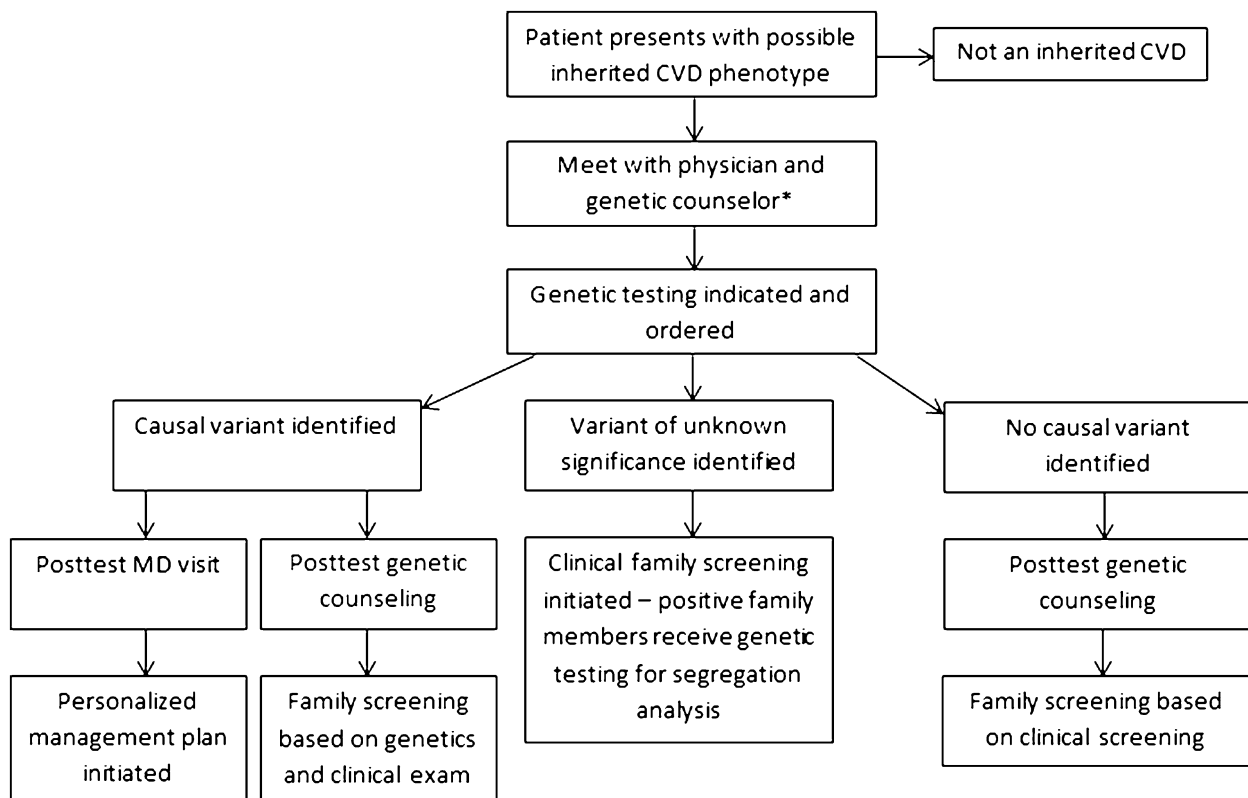 Patient presents with possible
inherited CVD phenotype
Not an inherited CVD
Meet with physician and
genetic counselor*
Genetic testing indicated and
ordered
Causal variant identified
Variant of unknown
significance identified
No causal variant
identified
Posttest MD visit
Posttest genetic
counseling
Clinical family screening
initiated – positive family
members receive genetic
testing for segregation
analysis
Posttest genetic
counseling
Personalized
management plan
initiated
Family screening
based on genetics
and clinical exam
Family screening based
on clinical screening